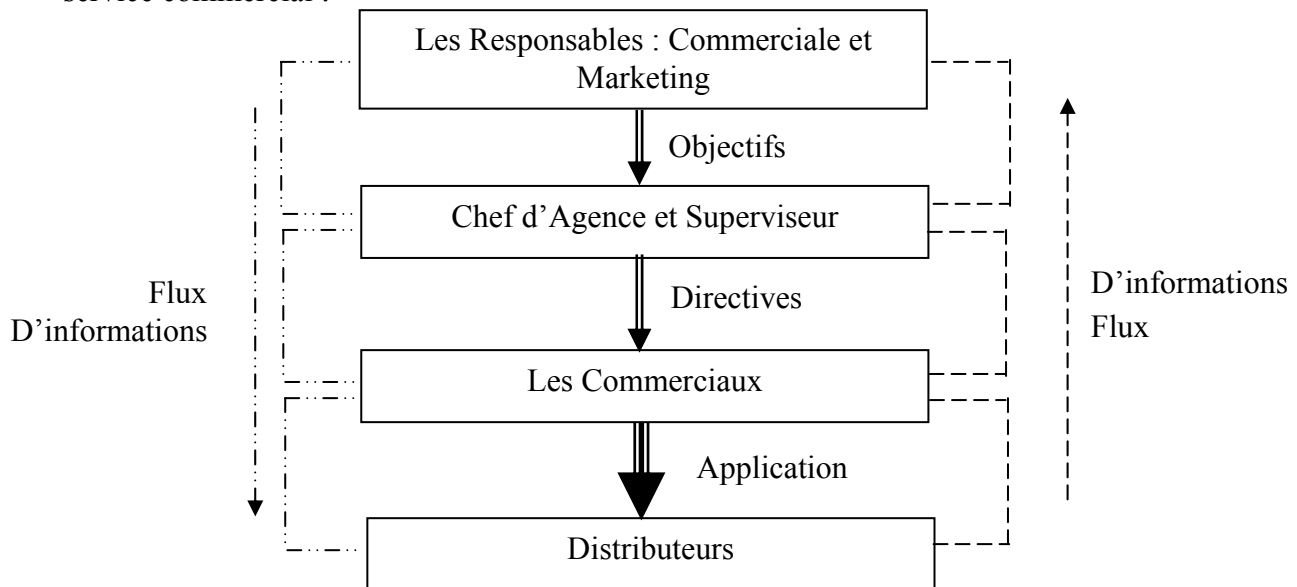 service commercial :
Les Responsables : Commerciale et
Marketing
Objectifs
Chef d’Agence et Superviseur
Flux
D’informations
Directives
D’informations
Flux
Les Commerciaux
Application
Distributeurs